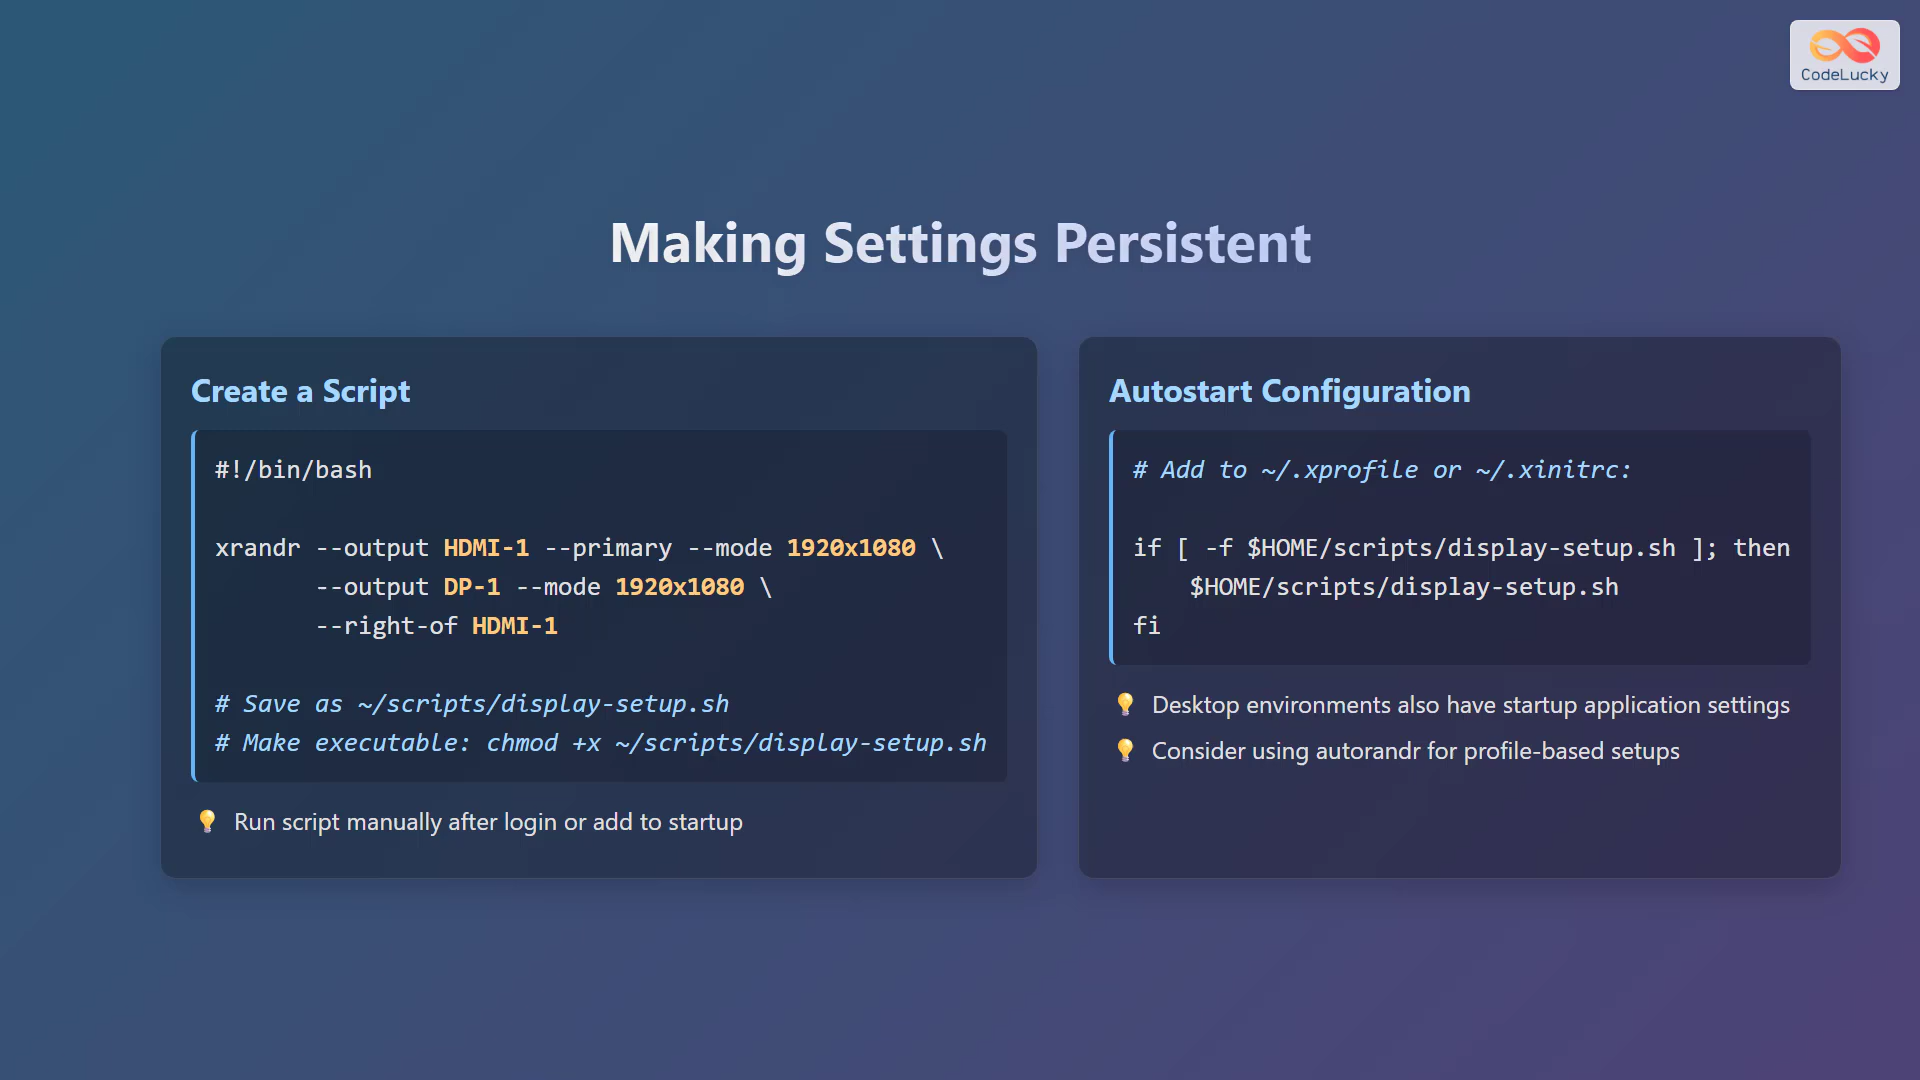 CodeLucky
Making Settings Persistent
Create a Script
#!/bin/bash
xrandr --output HDMI-1 --primary --mode 1920x1080 \
       --output DP-1 --mode 1920x1080 \
       --right-of HDMI-1
# Save as ~/scripts/display-setup.sh
# Make executable: chmod +x ~/scripts/display-setup.sh
💡 Run script manually after login or add to startup
Autostart Configuration
# Add to ~/.xprofile or ~/.xinitrc:
if [ -f $HOME/scripts/display-setup.sh ]; then
    $HOME/scripts/display-setup.sh
fi
💡 Desktop environments also have startup application settings
💡 Consider using autorandr for profile-based setups